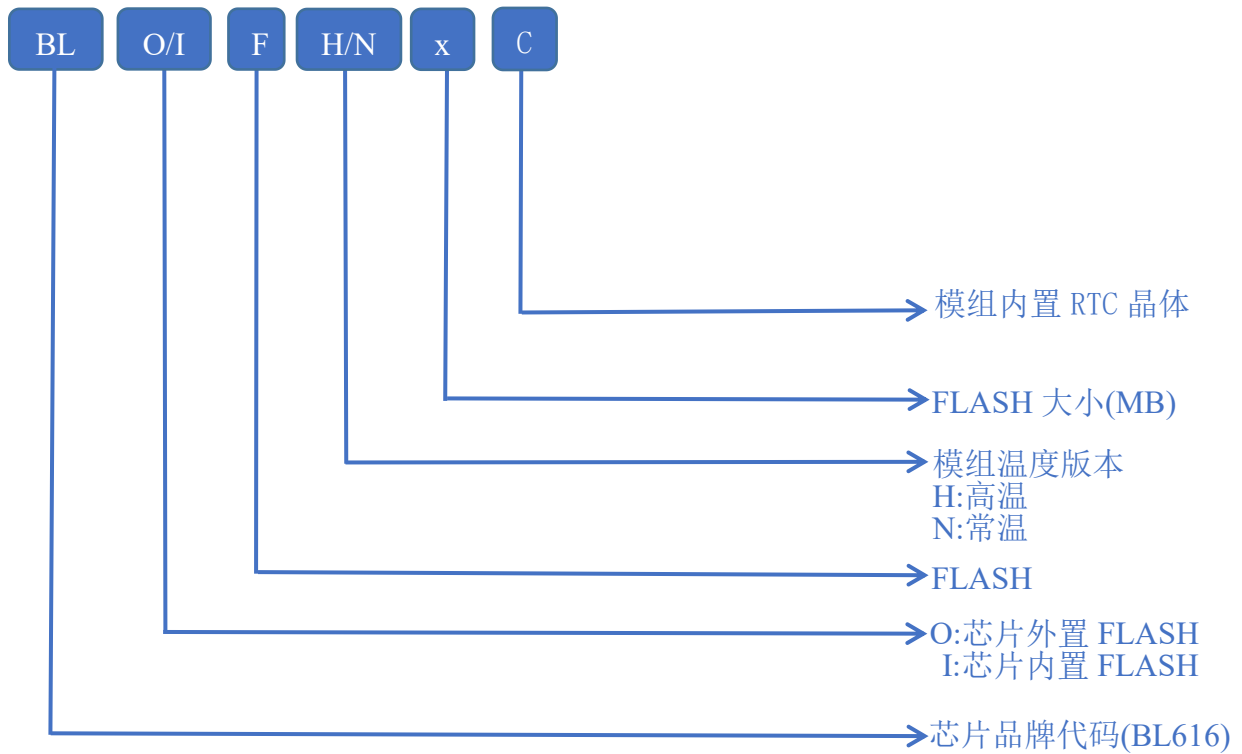 BL O/I F H/N x C
模组内置 RTC 晶体
FLASH 大小(MB)
模组温度版本
H:高温
N:常温
FLASH
O:芯片外置 FLASH
I:芯片内置 FLASH
芯片品牌代码(BL616)